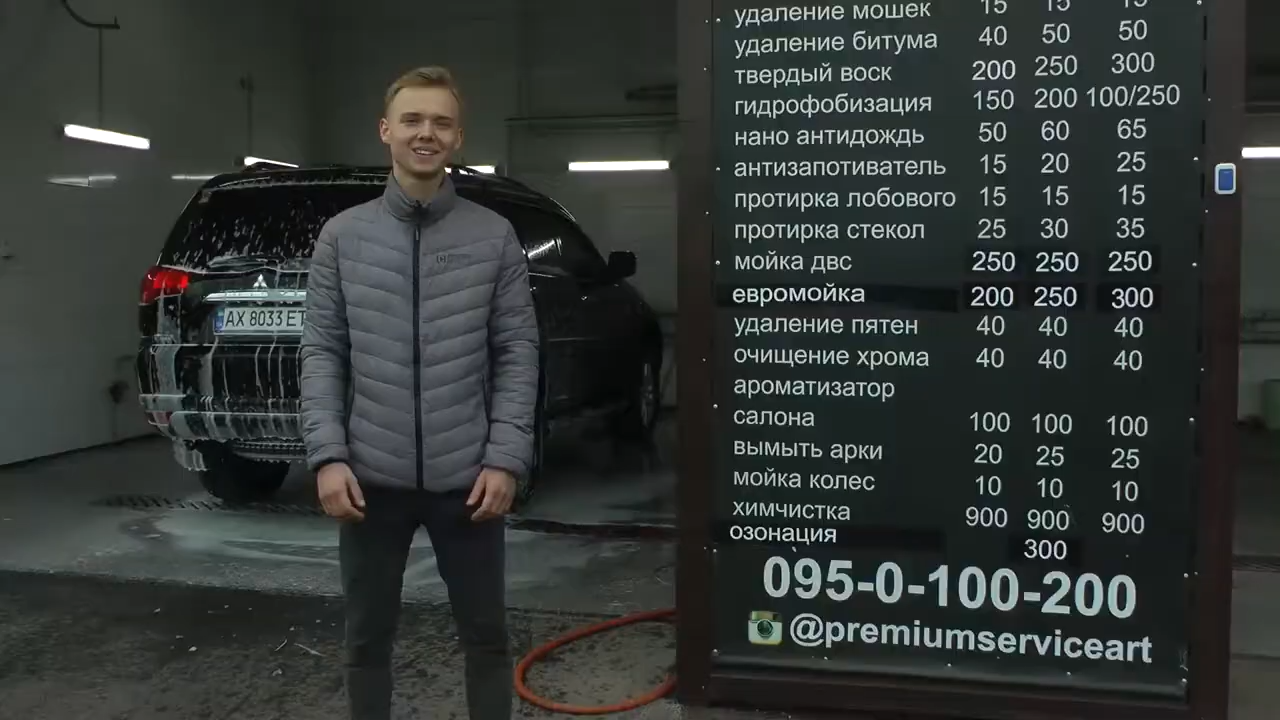 удаление мошек 15 15 15
удаление битума 40 50 50
твердый воск 200 250 300
гидрофобизация 150 200 100/250
нано антидождь 50 60 65
антизапотиватель 15 20 25
протирка лобового 15 15 15
протирка стекол 25 30 35
мойка двс 250 250 250
евромойка 200 250 300
удаление пятен 40 40 40
очищение хрома 40 40 40
ароматизатор
салона 100 100 100
вымыть арки 20 25 25
мойка колес 10 10 10
химчистка 900 900 900
озонация 300
095-0-100-200
@premiumserviceart
AX 8033 ET